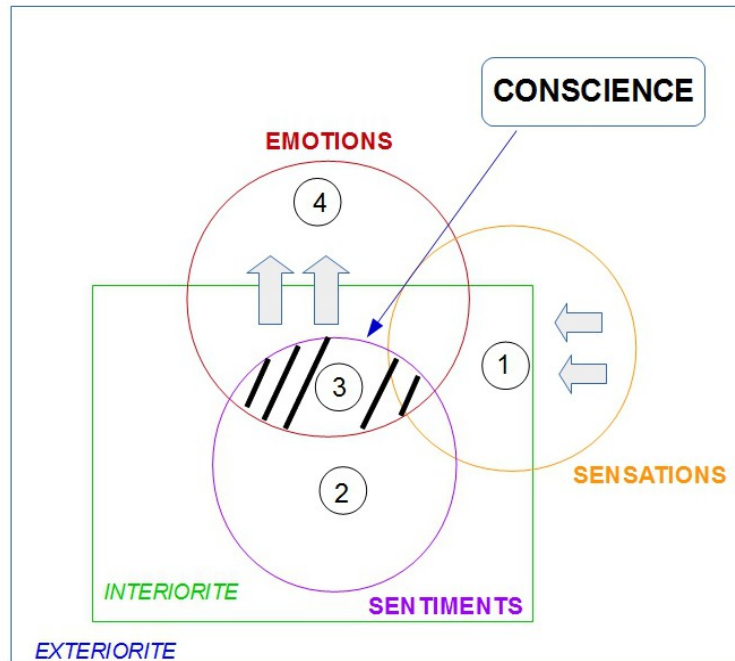 CONSCIENCE
EMOTIONS
4
1
3
SENSATIONS
2
INTERIORITE
SENTIMENTS
EXTERIORITE